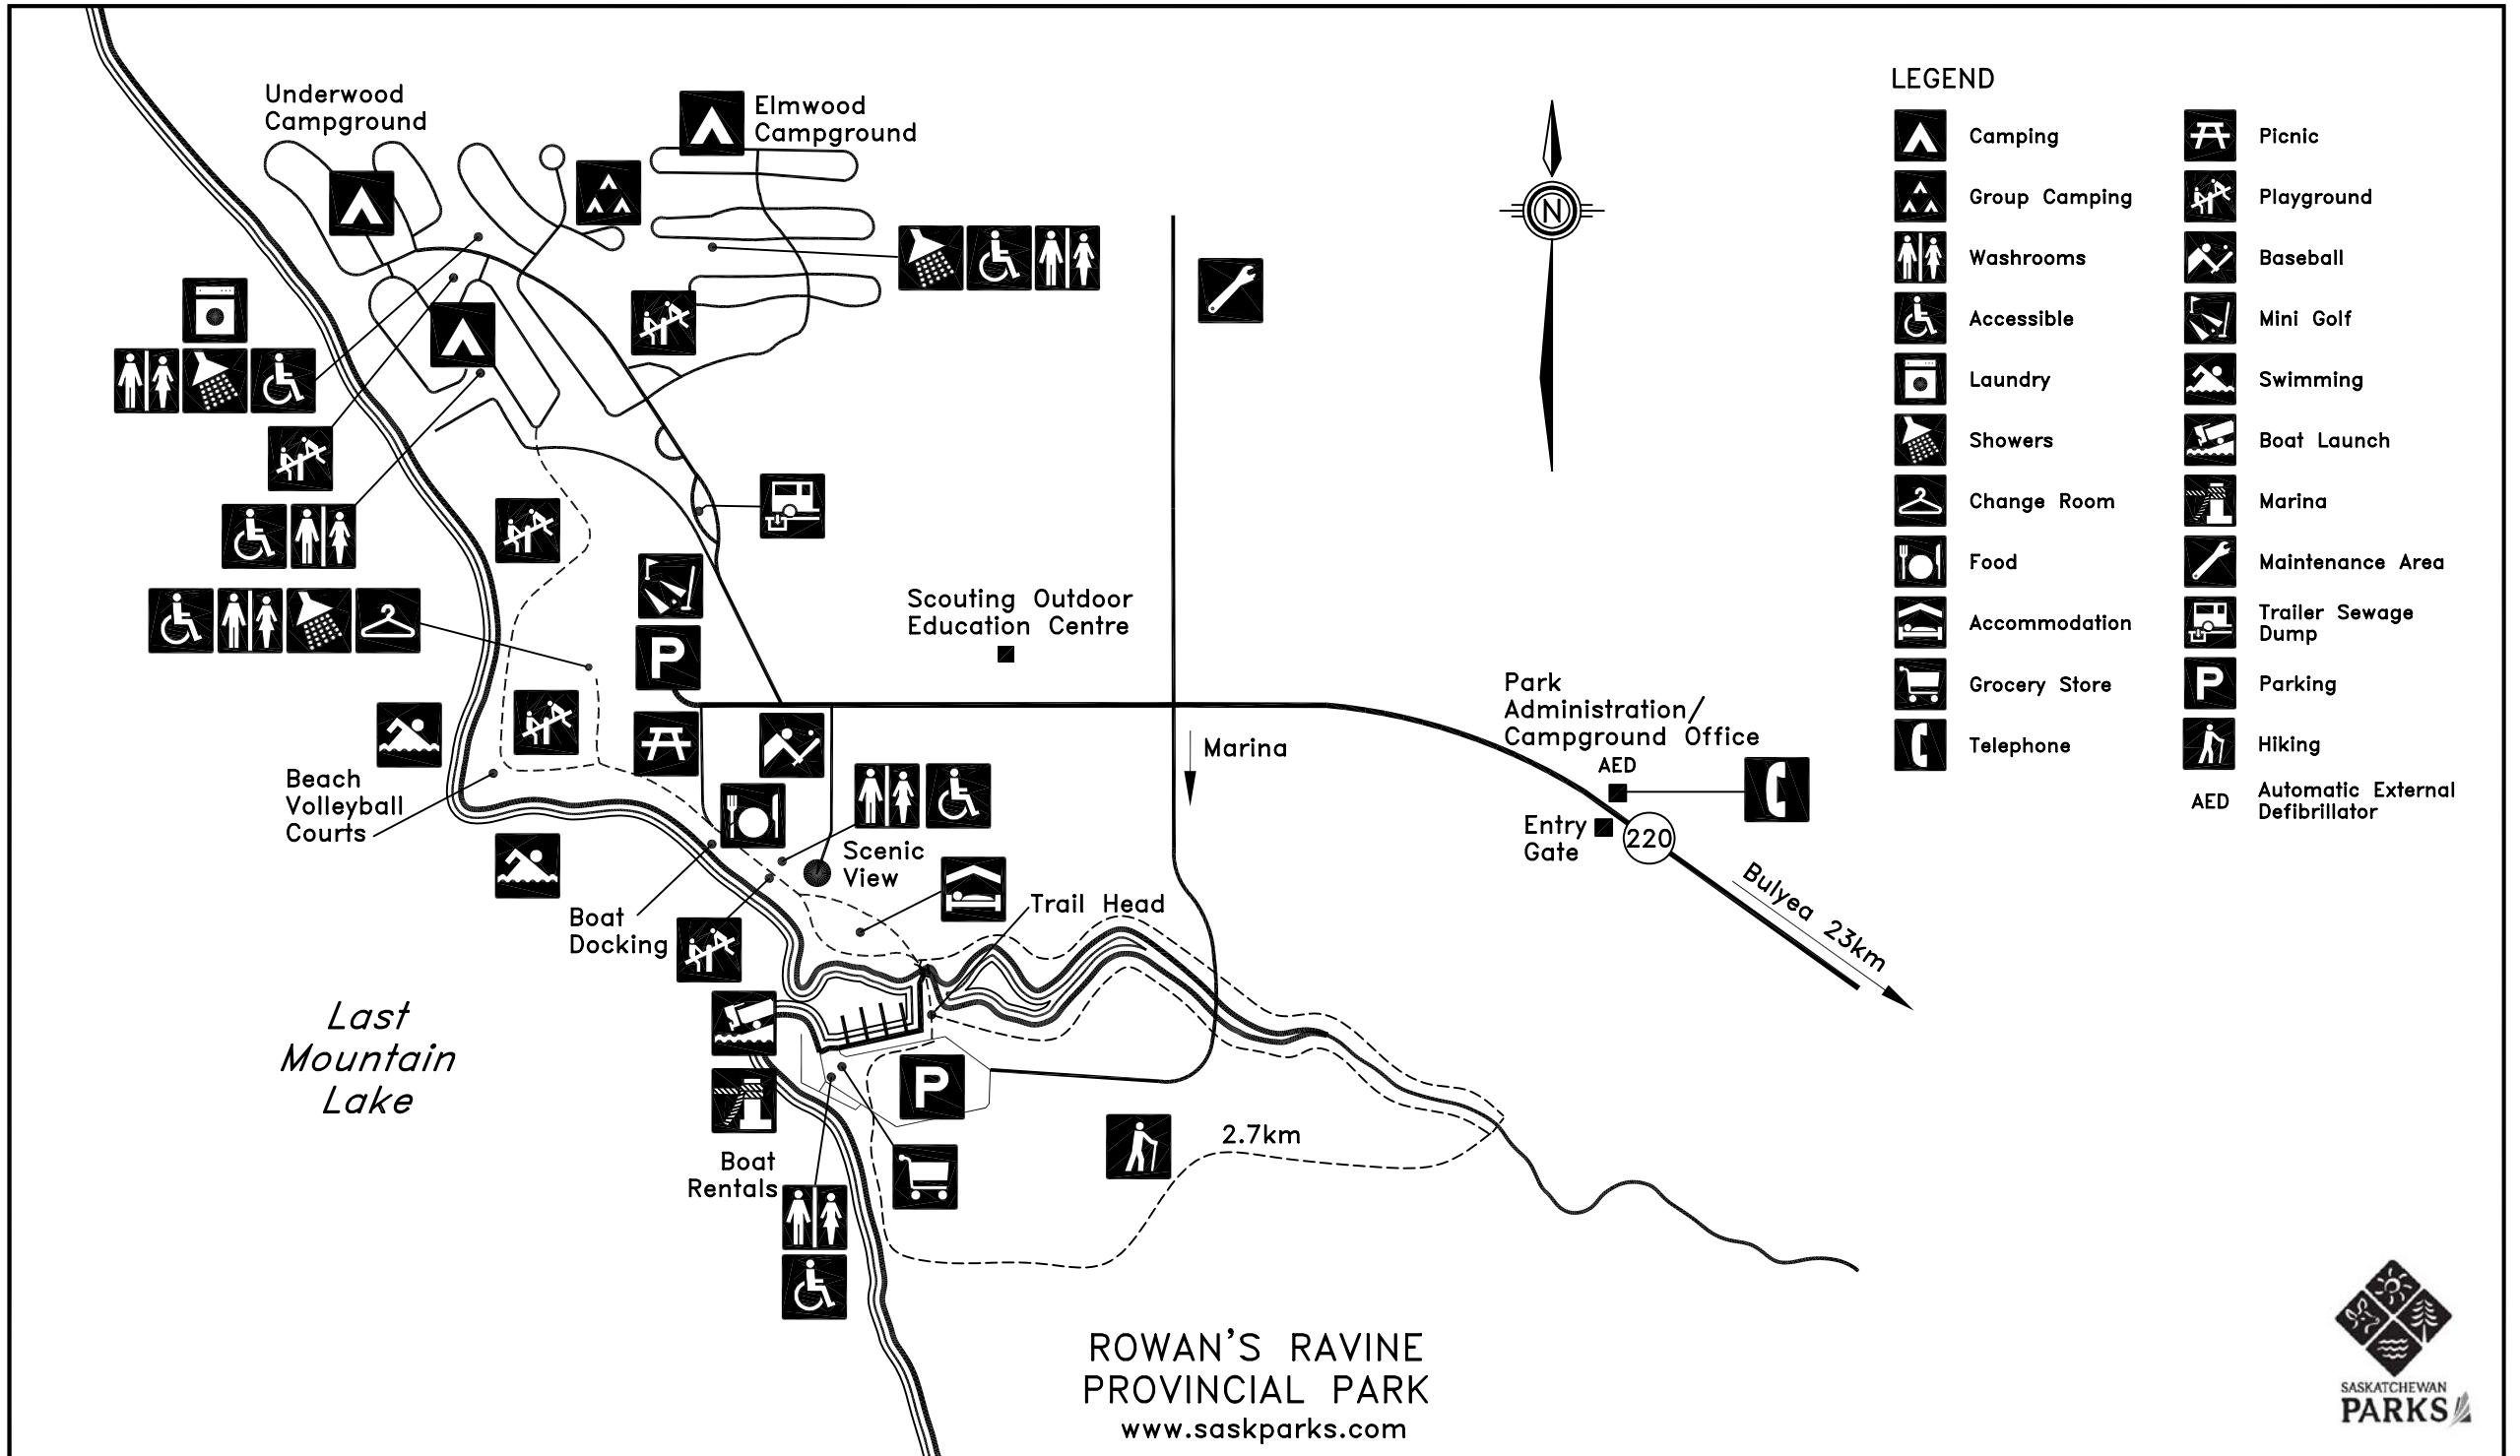 Underwood
Campground
Elmwood
Campground
N
P
Scouting Outdoor
Education Centre
Park
Administration/
Campground Office
AED
Entry
Gate
220
Bulyea 23km
Marina
Beach
Volleyball
Courts
Scenic
View
Boat
Docking
Trail Head
Last
Mountain
Lake
P
2.7km
Boat
Rentals
LEGEND
Camping
Group Camping
Washrooms
Accessible
Laundry
Showers
Change Room
Food
Accommodation
Grocery Store
Telephone
Picnic
Playground
Baseball
Mini Golf
Swimming
Boat Launch
Marina
Maintenance Area
Trailer Sewage
Dump
P Parking
Hiking
AED Automatic External
Defibrillator
ROWAN'S RAVINE
PROVINCIAL PARK
www.saskparks.com
SASKATCHEWAN
PARKS